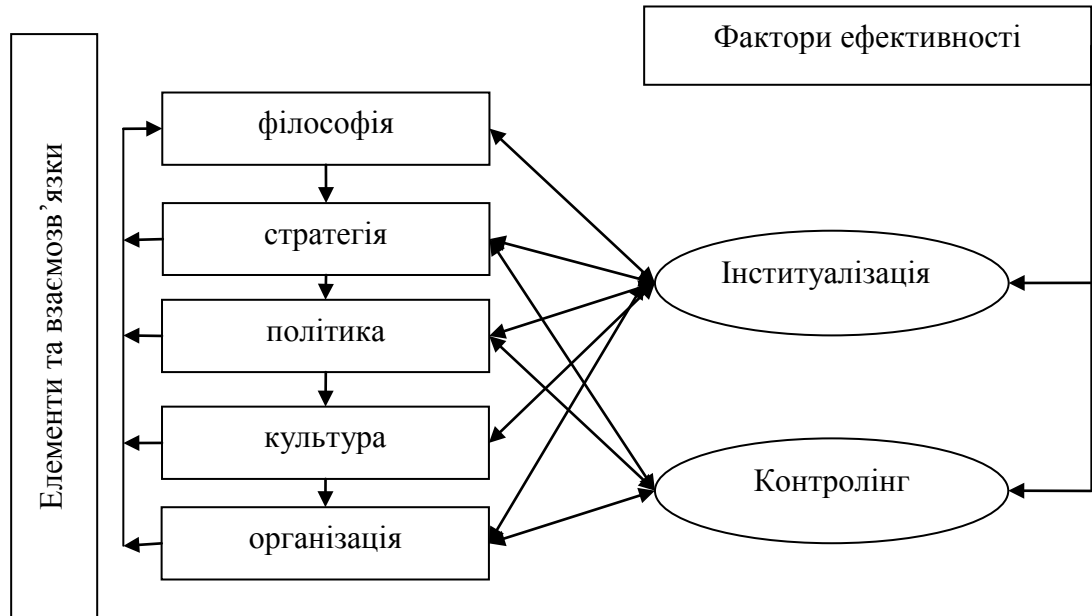 Фактори ефективності
Елементи та взаємозв’язки
філософія
стратегія
політика
культура
організація
Інституалізація
Контролінг